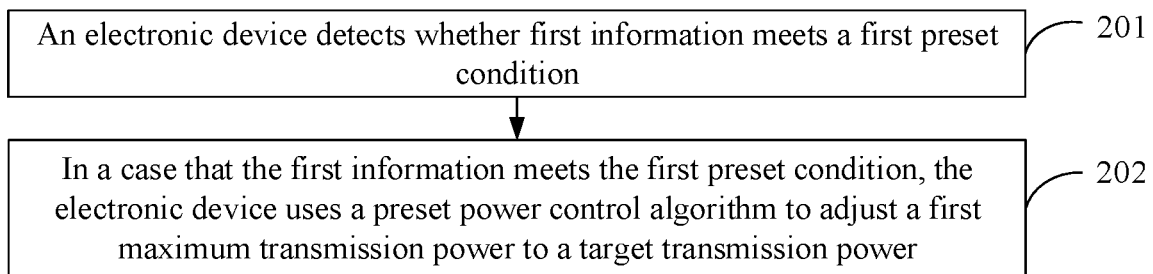 An electronic device detects whether first information meets a first preset
condition
201
In a case that the first information meets the first preset condition, the
electronic device uses a preset power control algorithm to adjust a first
maximum transmission power to a target transmission power
202